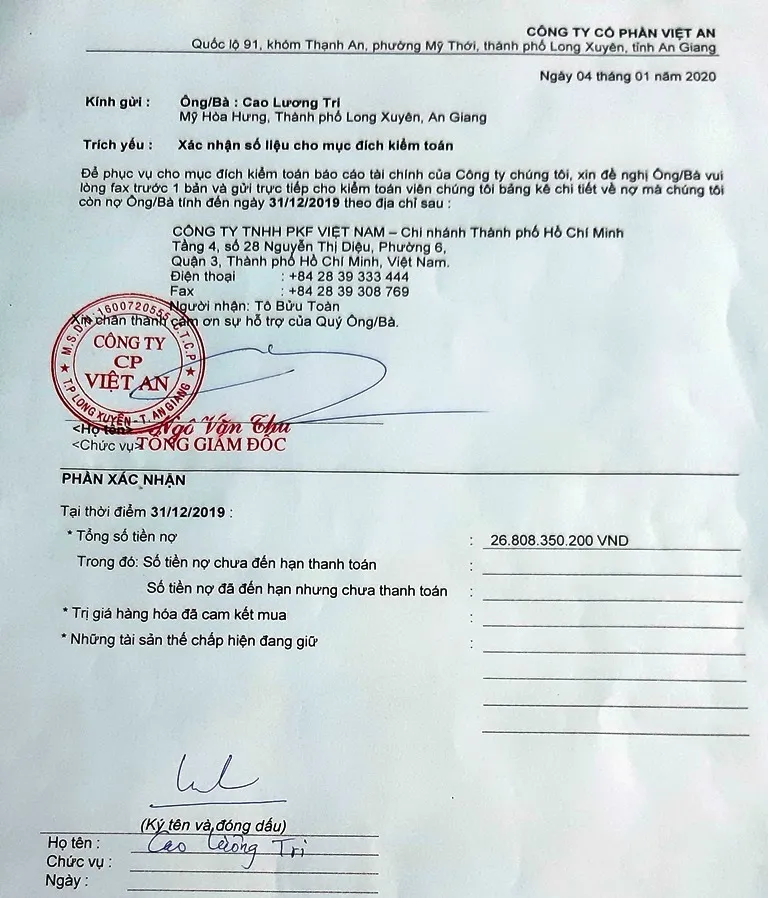 CÔNG TY CỔ PHẦN VIỆT AN
Quốc lộ 91, khóm Thạnh An, phường Mỹ Thới, thành phố Long Xuyên, tỉnh An Giang
Ngày 04 tháng 01 năm 2020
Kính gửi : Ông/Bà : Cao Lương Tri
Mỹ Hòa Hưng, Thành phố Long Xuyên, An Giang
Trích yếu : Xác nhận số liệu cho mục đích kiểm toán
Để phục vụ cho mục đích kiểm toán báo cáo tài chính của Công ty chúng tôi, xin đề nghị Ông/Bà vui
lòng fax trước 1 bản và gửi trực tiếp cho kiểm toán viên chúng tôi bảng kê chi tiết về nợ mà chúng tôi
còn nợ Ông/Bà tính đến ngày 31/12/2019 theo địa chỉ sau :
CÔNG TY TNHH PKF VIỆT NAM – Chi nhánh Thành phố Hồ Chí Minh
Tầng 4, số 28 Nguyễn Thị Diệu, Phường 6,
Quận 3, Thành phố Hồ Chí Minh, Việt Nam.
Điện thoại : +84 28 39 333 444
Fax : +84 28 39 308 769
Người nhận: Tô Bửu Toàn
Xin chân thành cảm ơn sự hỗ trợ của Quý Ông/Bà.
M.S.D.N:1600720555-C.T.C.P
CÔNG TY
CP
VIỆT AN
T.P LONG XUYÊN - T. AN GIANG
<Họ tên> Ngô Văn Thu
<Chức vụ> TỔNG GIÁM ĐỐC
PHẦN XÁC NHẬN
Tại thời điểm 31/12/2019 :
* Tổng số tiền nợ : 26.808.350.200 VND
Trong đó: Số tiền nợ chưa đến hạn thanh toán :
Số tiền nợ đã đến hạn nhưng chưa thanh toán :
* Trị giá hàng hóa đã cam kết mua :
* Những tài sản thế chấp hiện đang giữ :
(Ký tên và đóng dấu)
Họ tên : Cao Lương Tri
Chức vụ :
Ngày :